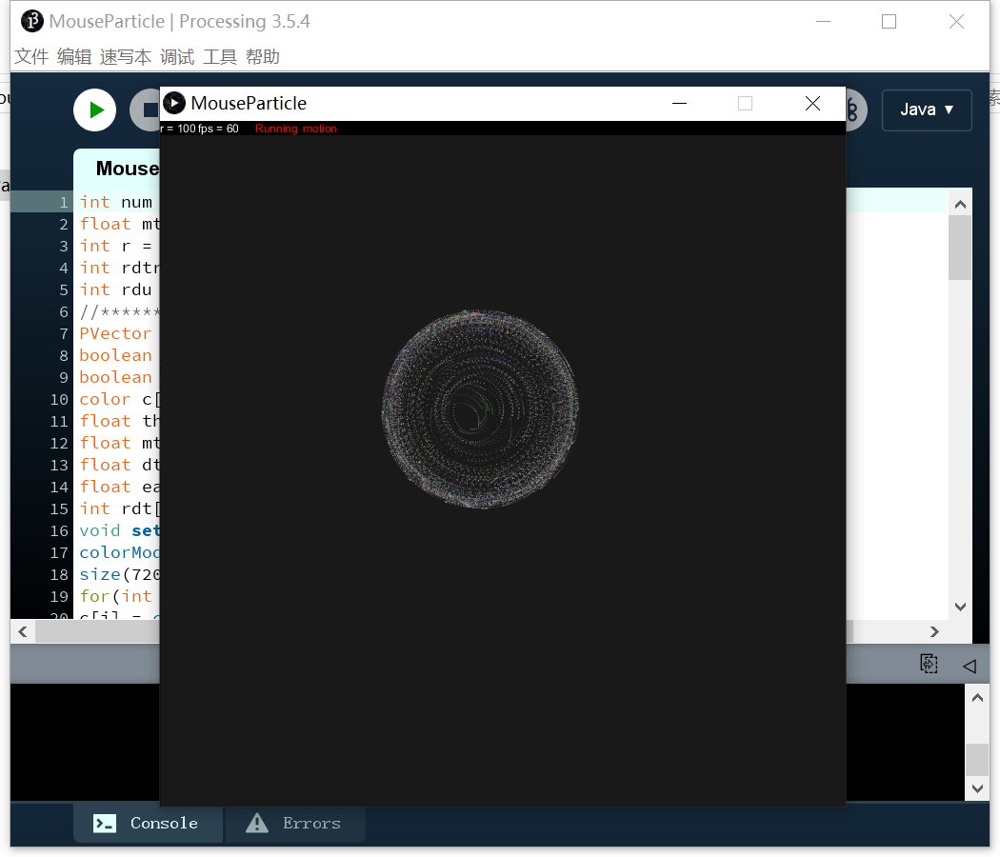 MouseParticle | Processing 3.5.4
文件 编辑 速写本 调试 工具 帮助
MouseParticle
Java ▼
r = 100 fps = 60 Running motion
Mouse
1 int num
2 float mt
3 int r =
4 int rdtr
5 int rdu
6 //******
7 PVector
8 boolean
9 boolean
10 color c[
11 float th
12 float mt
13 float dt
14 float ea
15 int rdt[
16 void set
17 colorMod
18 size(720
19 for(int
20 c[i] =
Console Errors